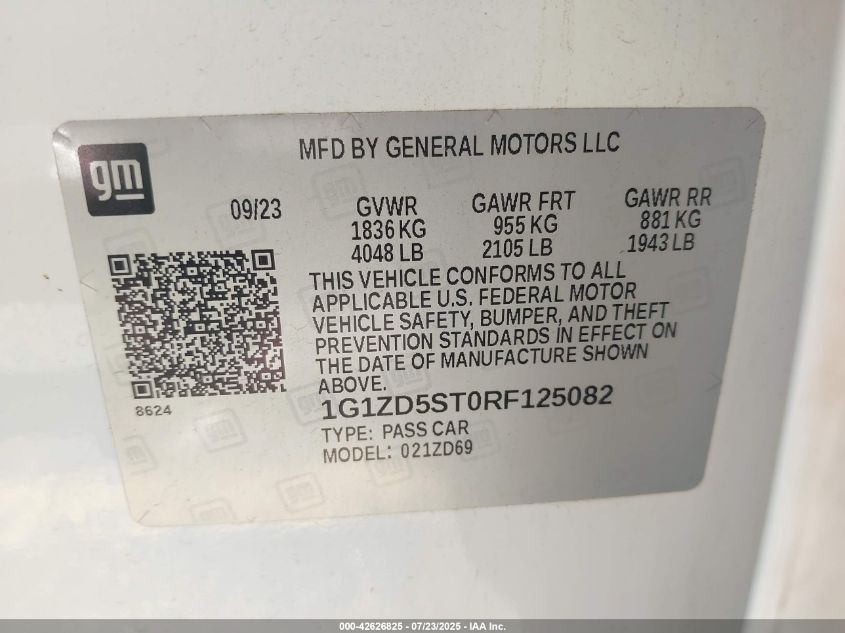 MFD BY GENERAL MOTORS LLC
gm
09/23
GVWR
1836 KG
4048 LB
GAWR FRT
955 KG
2105 LB
GAWR RR
881 KG
1943 LB
THIS VEHICLE CONFORMS TO ALL
APPLICABLE U.S. FEDERAL MOTOR
VEHICLE SAFETY, BUMPER, AND THEFT
PREVENTION STANDARDS IN EFFECT ON
THE DATE OF MANUFACTURE SHOWN
ABOVE.
8624
1G1ZD5ST0RF125082
TYPE: PASS CAR
MODEL: 021ZD69
000-42626825 - 07/23/2025 - IAA Inc.